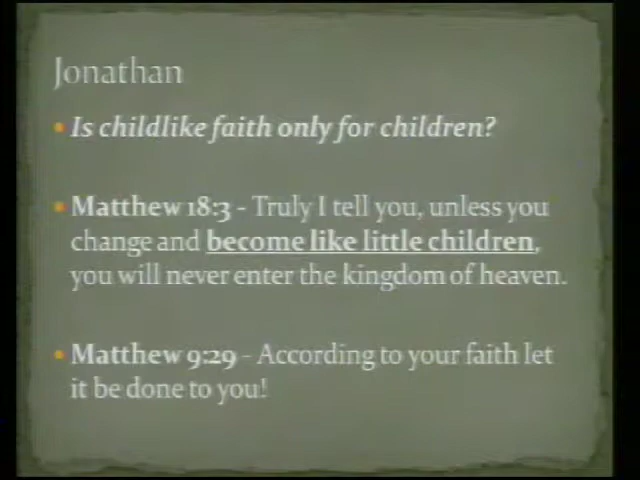 Jonathan
• Is childlike faith only for children?
• Matthew 18:3 - Truly I tell you, unless you
change and become like little children,
you will never enter the kingdom of heaven.
• Matthew 9:29 - According to your faith let
it be done to you!